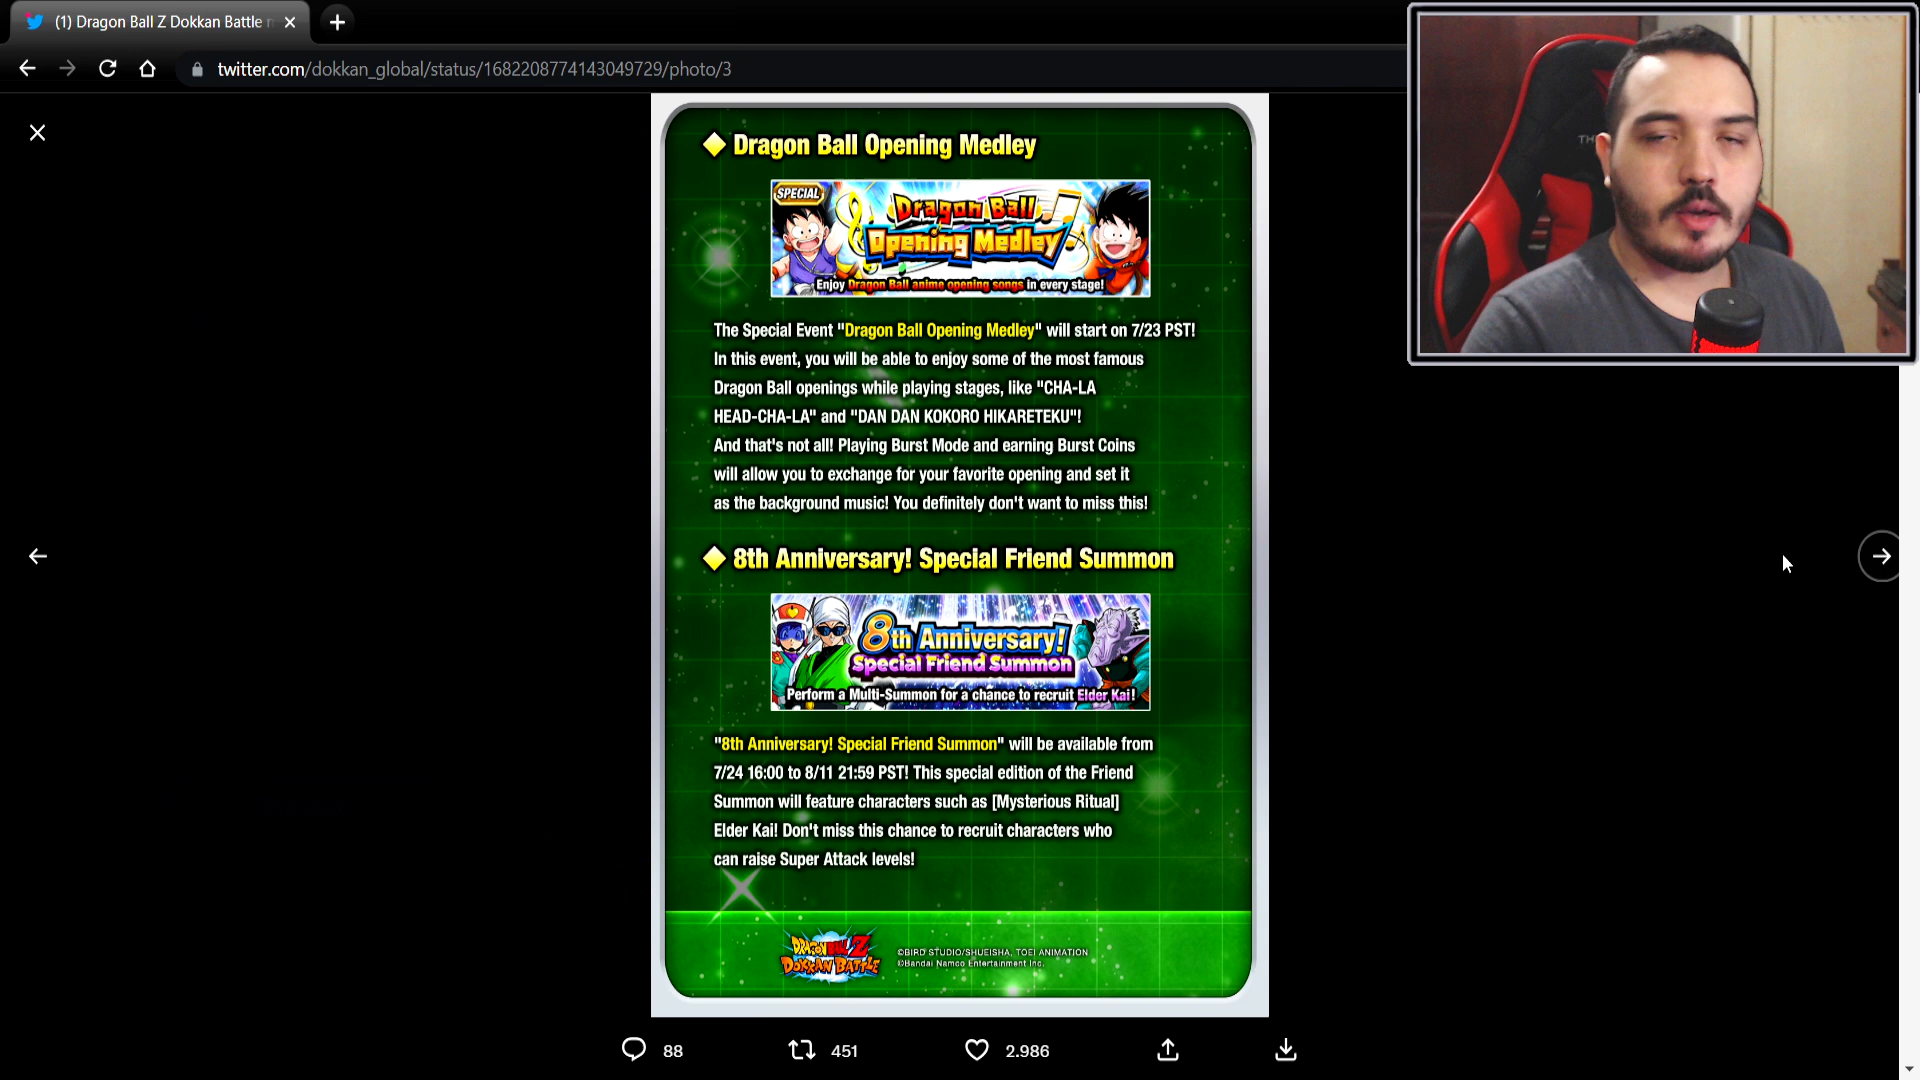 (1) Dragon Ball Z Dokkan Battle
twitter.com/dokkan_global/status/1682208774143049729/photo/3
Dragon Ball Opening Medley
SPECIAL
Dragon Ball
Opening Medley
Enjoy Dragon Ball anime opening songs in every stage!
The Special Event "Dragon Ball Opening Medley" will start on 7/23 PST!
In this event, you will be able to enjoy some of the most famous
Dragon Ball openings while playing stages, like "CHA-LA
HEAD-CHA-LA" and "DAN DAN KOKORO HIKARETEKU"!
And that's not all! Playing Burst Mode and earning Burst Coins
will allow you to exchange for your favorite opening and set it
as the background music! You definitely don't want to miss this!
8th Anniversary! Special Friend Summon
8th Anniversary!
Special Friend Summon
Perform a Multi-Summon for a chance to recruit Elder Kai!
"8th Anniversary! Special Friend Summon" will be available from
7/24 16:00 to 8/11 21:59 PST! This special edition of the Friend
Summon will feature characters such as [Mysterious Ritual]
Elder Kai! Don't miss this chance to recruit characters who
can raise Super Attack levels!
DRAGON BALL Z
DOKKAN BATTLE
©BIRD STUDIO/SHUEISHA, TOEI ANIMATION
©Bandai Namco Entertainment Inc.
88
451
2.986